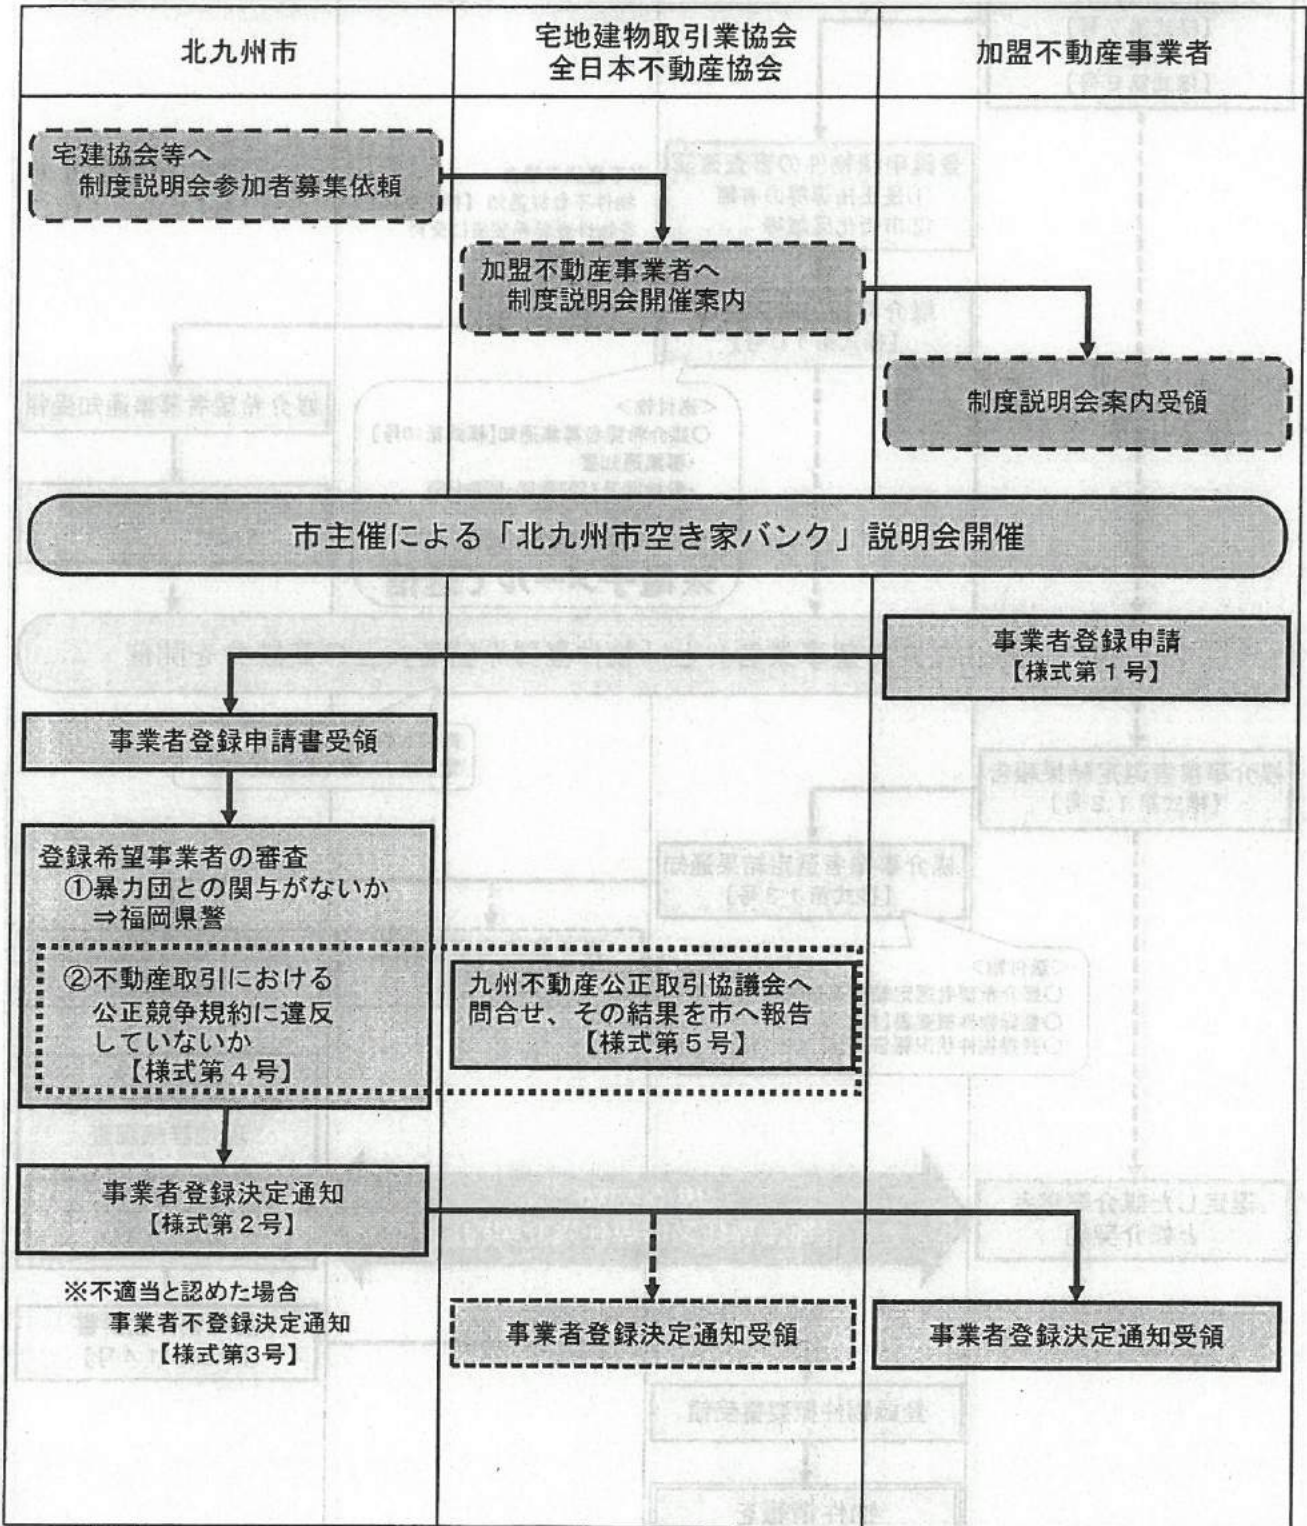 北九州市
宅地建物取引業協会
全日本不動産協会
加盟不動産事業者
宅建協会等へ
制度説明会参加者募集依頼
加盟不動産事業者へ
制度説明会開催案内
制度説明会案内受領
市主催による「北九州市空き家バンク」説明会開催
事業者登録申請
【様式第１号】
事業者登録申請書受領
登録希望事業者の審査
①暴力団との関与がないか
⇒福岡県警
②不動産取引における
公正競争規約に違反
していないか
【様式第４号】
九州不動産公正取引協議会へ
問合せ、その結果を市へ報告
【様式第５号】
事業者登録決定通知
【様式第２号】
※不適当と認めた場合
事業者不登録決定通知
【様式第3号】
事業者登録決定通知受領
事業者登録決定通知受領